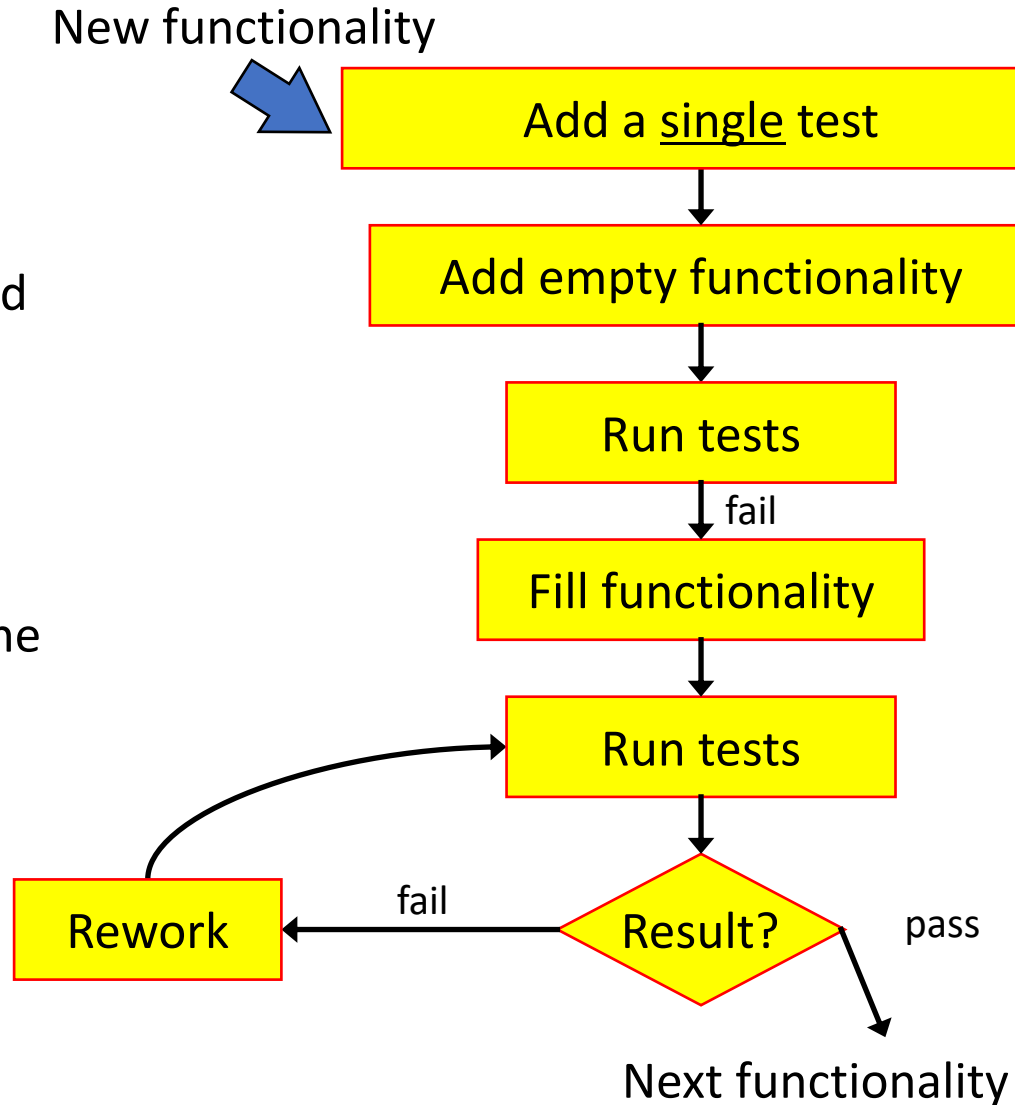 New functionality
Add a single test
Add empty functionality
Run tests
fail
Fill functionality
Run tests
Result?
fail
Rework
pass
Next functionality